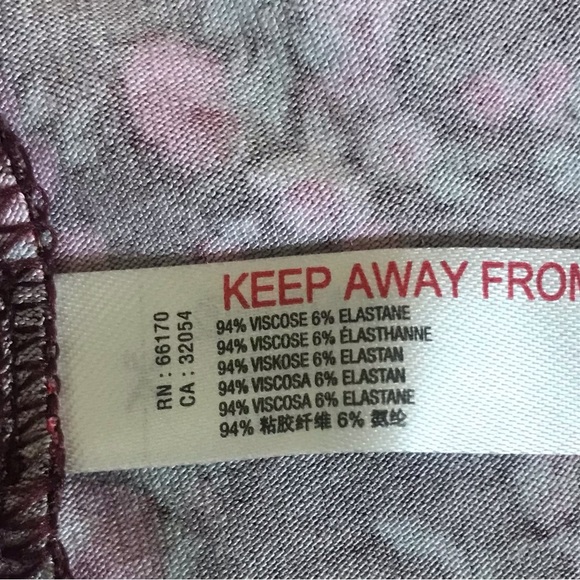 KEEP AWAY FROM
94% VISCOSE 6% ELASTANE
94% VISCOSE 6% ÉLASTHANNE
94% VISKOSE 6% ELASTAN
94% VISCOSA 6% ELASTAN
94% VISCOSA 6% ELASTANE
94% 粘胶纤维 6% 氨纶
RN : 66170
CA : 32054